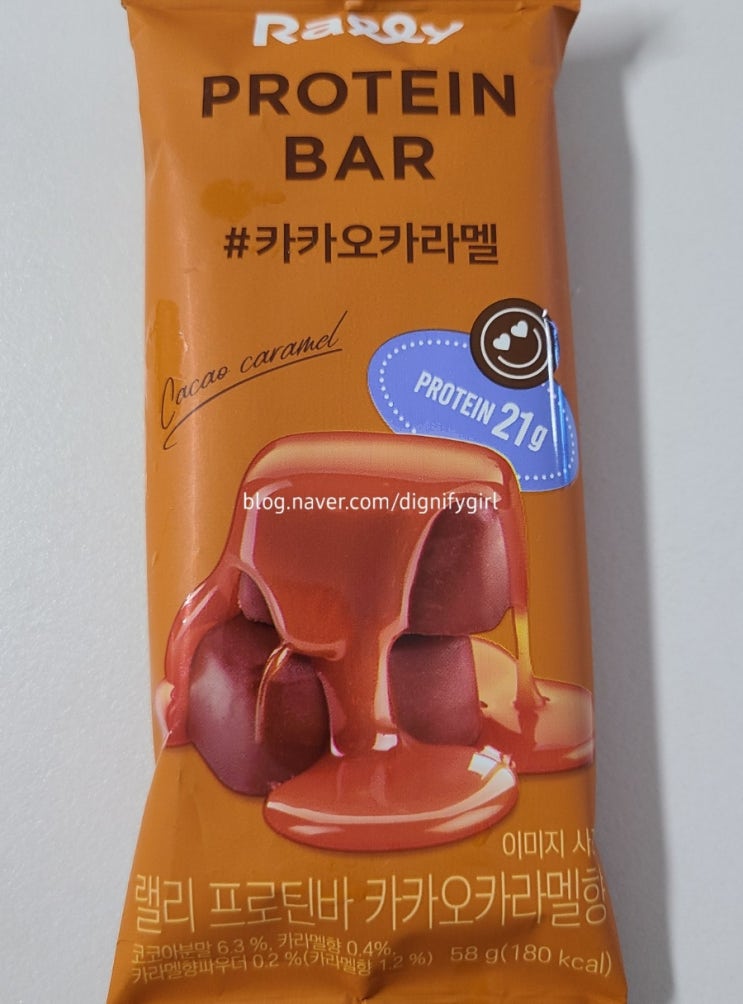 Rally
PROTEIN
BAR
#카카오카라멜
Cacao caramel
PROTEIN 21g
blog.naver.com/dignifygirl
이미지
랠리 프로틴바 카카오카라멜향
코코아분말 6.3 %, 카라멜향 0.4%,
카라멜향파우더 0.2 %(카라멜향 1.2 %) 58 g(180 kcal)